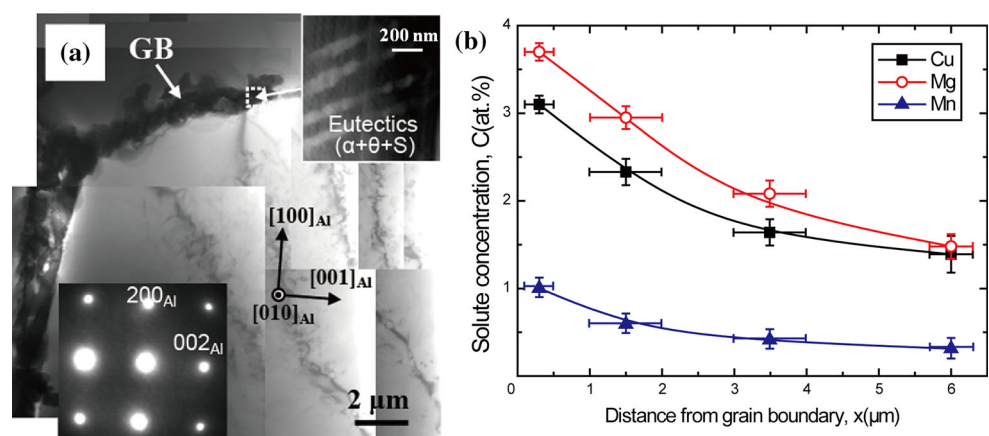 (a)
GB
200 nm
Eutectics
(α+θ+S)
[100]Al
[001]Al
[010]Al
200Al
002Al
2 μm
(b)
Solute concentration, C(at.%)
4
3
2
1
Cu
Mg
Mn
0 1 2 3 4 5 6
Distance from grain boundary, x(μm)